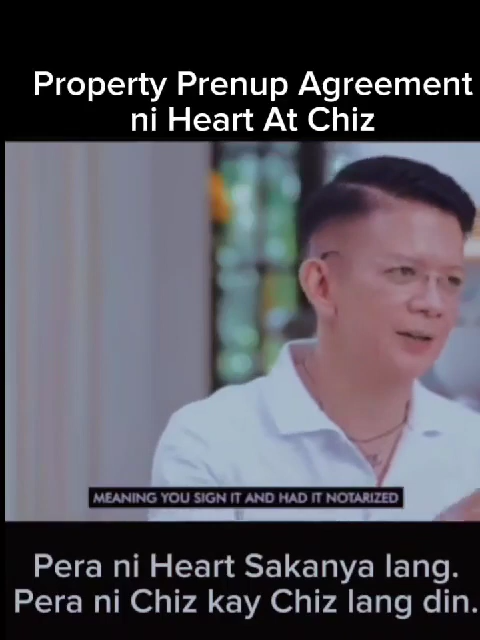 Property Prenup Agreement
ni Heart At Chiz
MEANING YOU SIGN IT AND HAD IT NOTARIZED
Pera ni Heart Sakanya lang.
Pera ni Chiz kay Chiz lang din.